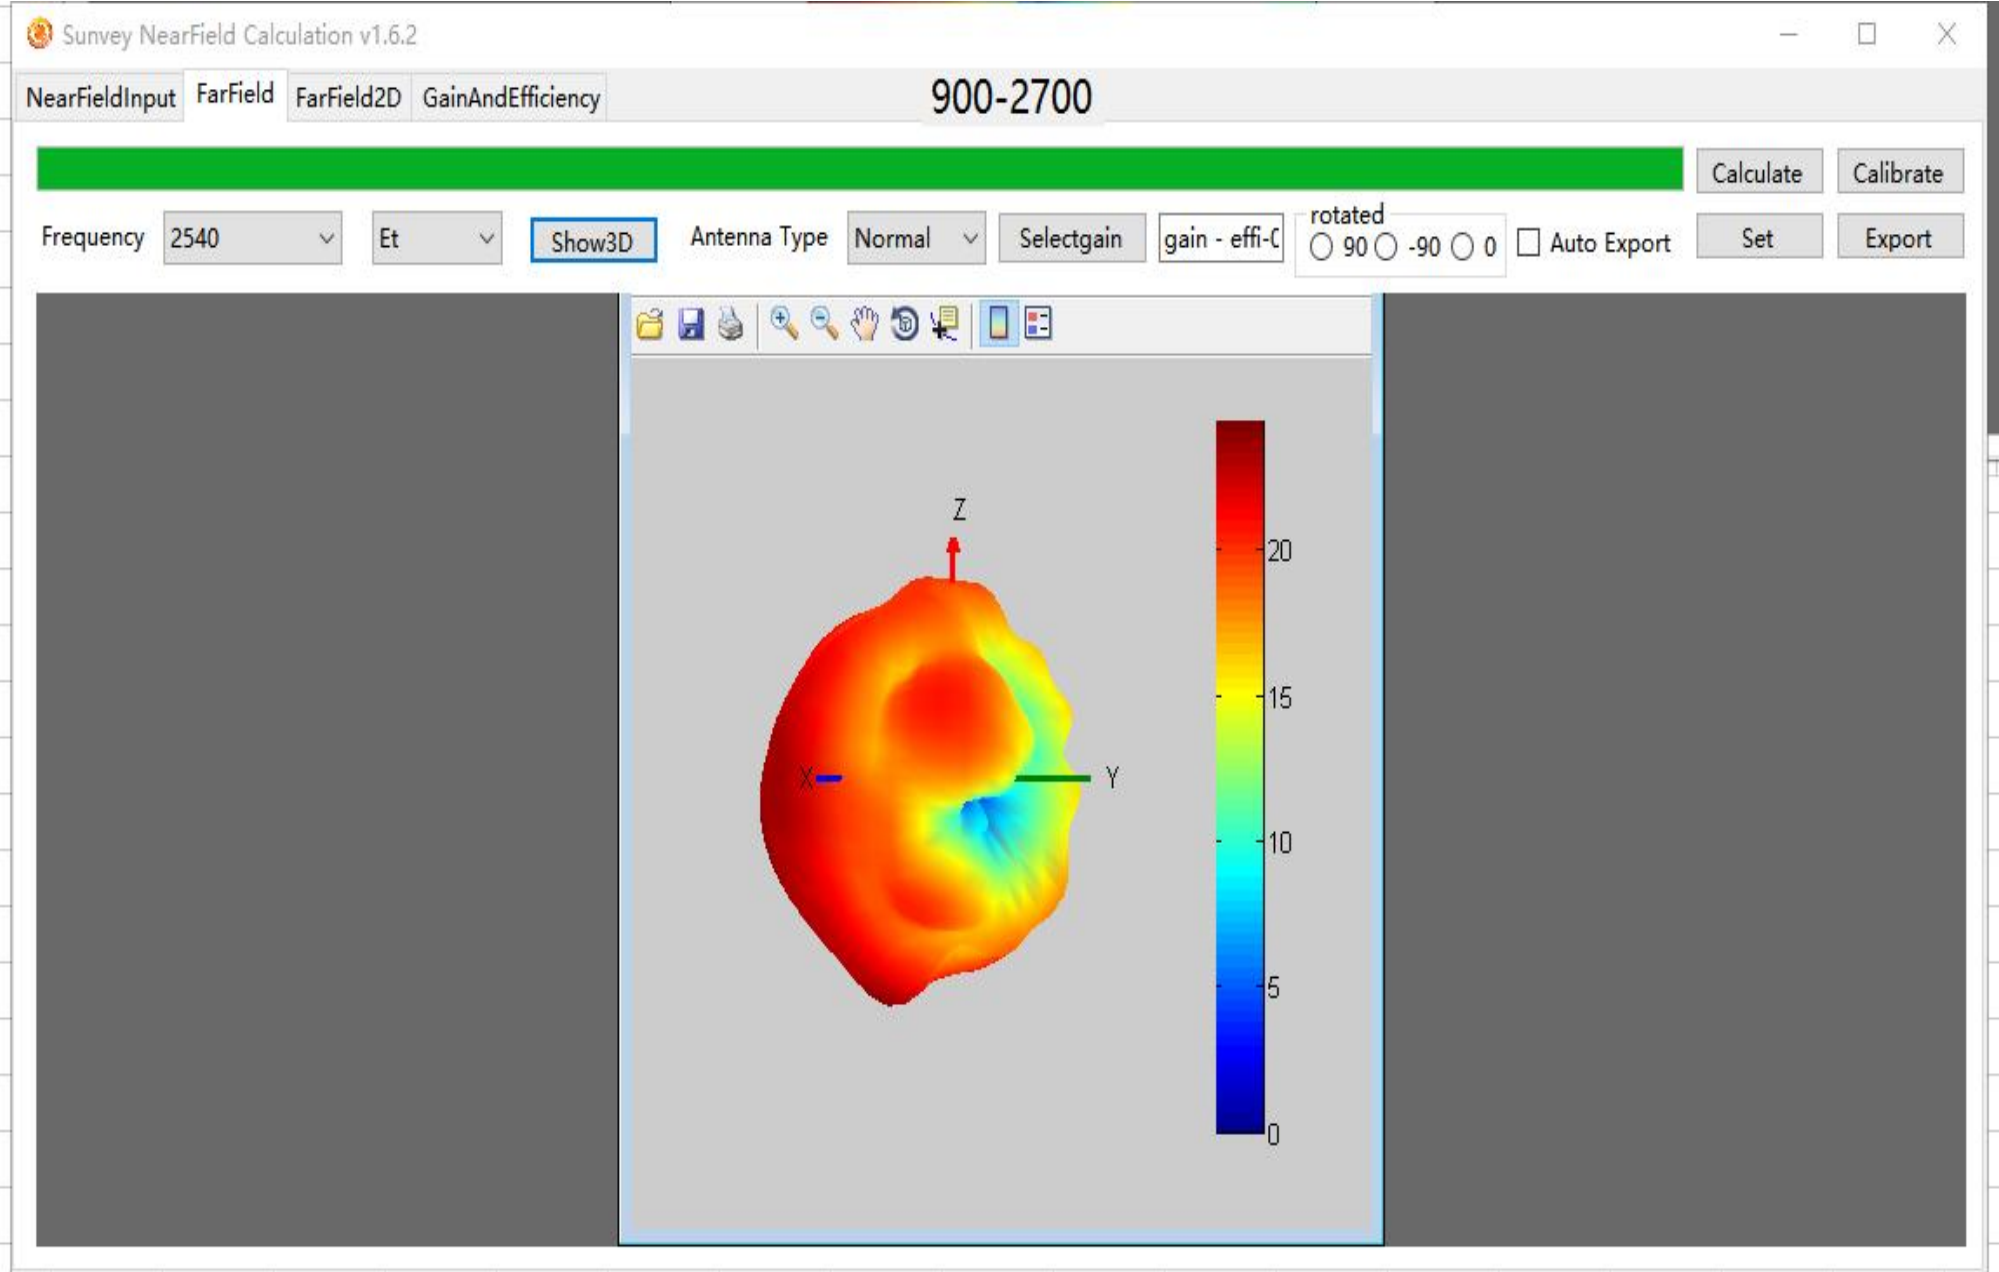 Sunvey NearField Calculation v1.6.2
NearFieldInput FarField FarField2D GainAndEfficiency 900-2700
Calculate Calibrate
Frequency 2540 Et Show3D Antenna Type Normal Selectgain gain - effi-C rotated 90 -90 0 Auto Export Set Export
Z
X Y
20
15
10
5
0